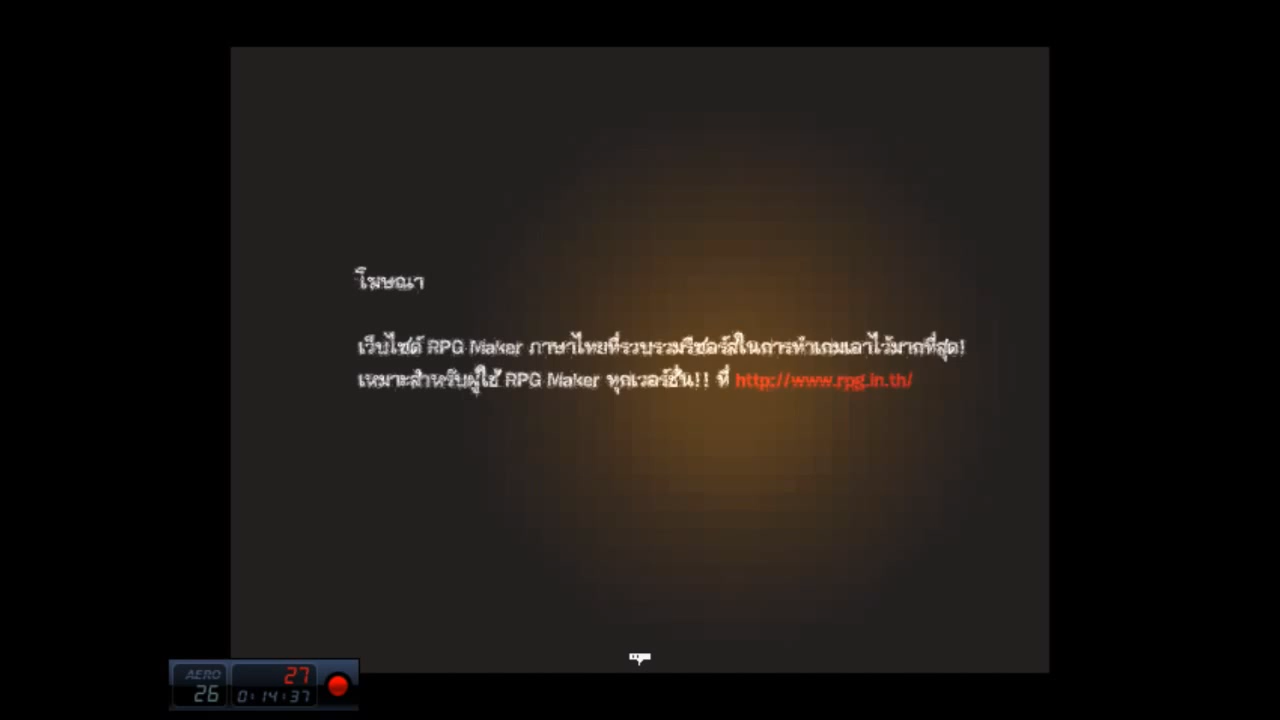 โฆษณา
เว็บไซต์ RPG Maker ภาษาไทยที่รวบรวมรีซอร์สในการทำเกมเอาไว้มากที่สุด!
เหมาะสำหรับผู้ใช้ RPG Maker ทุกเวอร์ชั่น!! ที่ http://www.rpg.in.th/
AERO 27
26 0:14:37